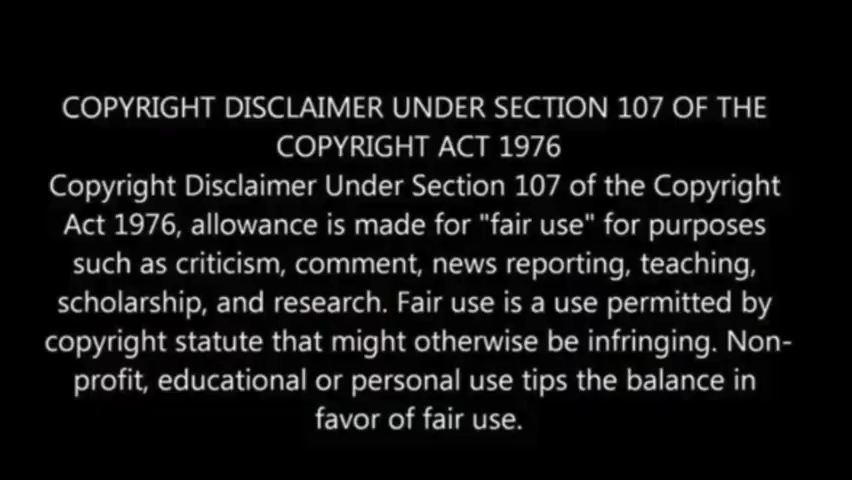 COPYRIGHT DISCLAIMER UNDER SECTION 107 OF THE
COPYRIGHT ACT 1976
Copyright Disclaimer Under Section 107 of the Copyright
Act 1976, allowance is made for "fair use" for purposes
such as criticism, comment, news reporting, teaching,
scholarship, and research. Fair use is a use permitted by
copyright statute that might otherwise be infringing. Non-
profit, educational or personal use tips the balance in
favor of fair use.